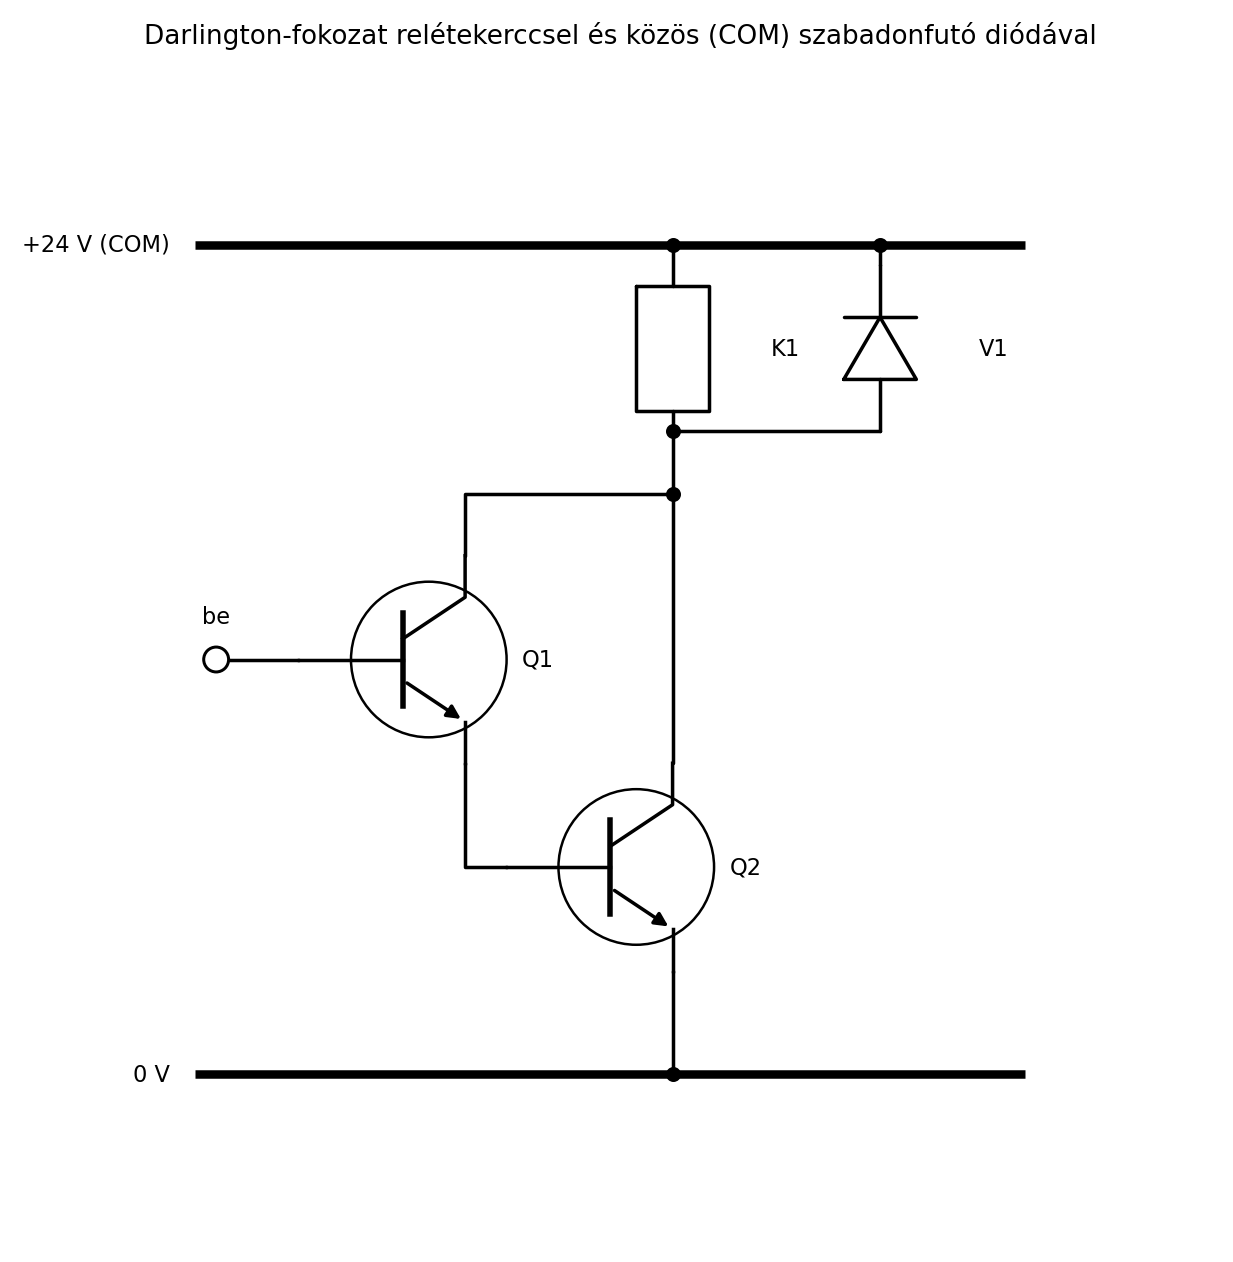 Darlington-fokozat relétekerccsel és közös (COM) szabadonfutó diódával
+24 V (COM)
K1
V1
be
Q1
Q2
0 V